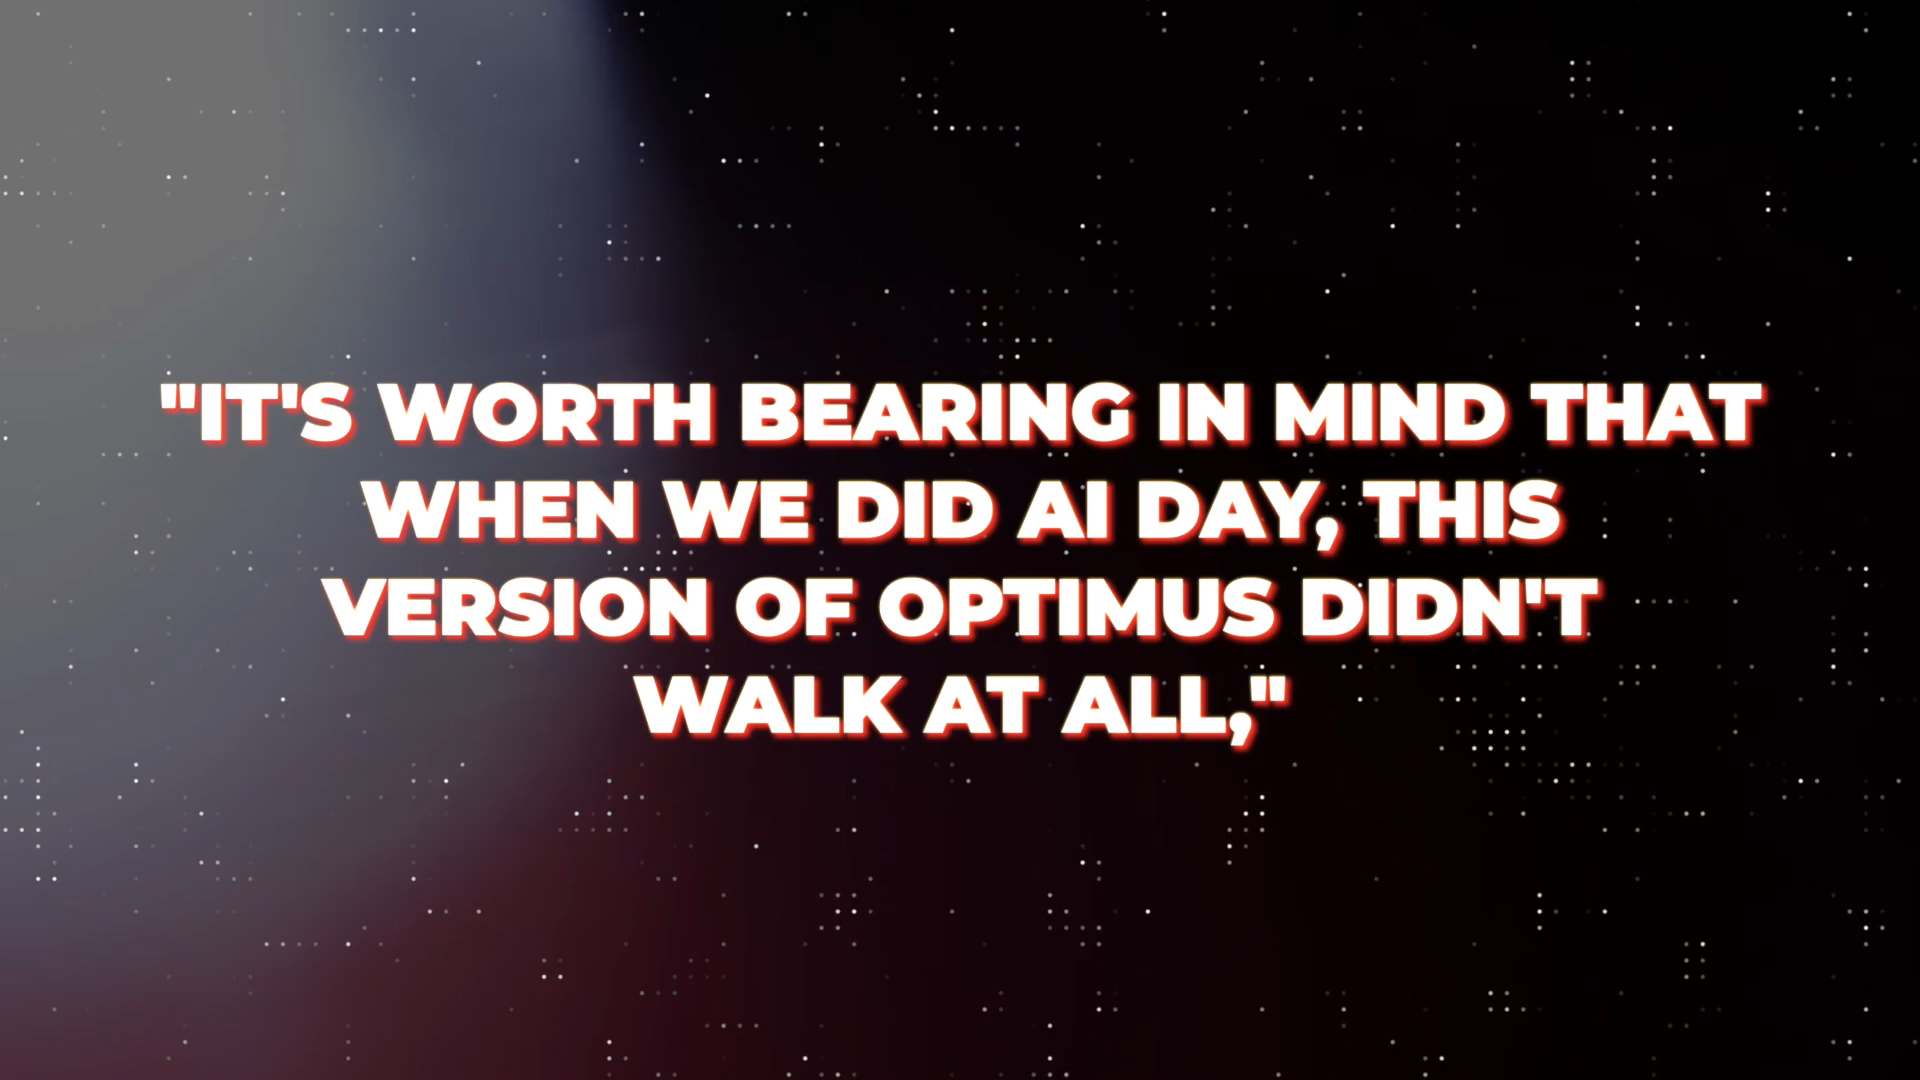 "IT'S WORTH BEARING IN MIND THAT
WHEN WE DID AI DAY, THIS
VERSION OF OPTIMUS DIDN'T
WALK AT ALL,"